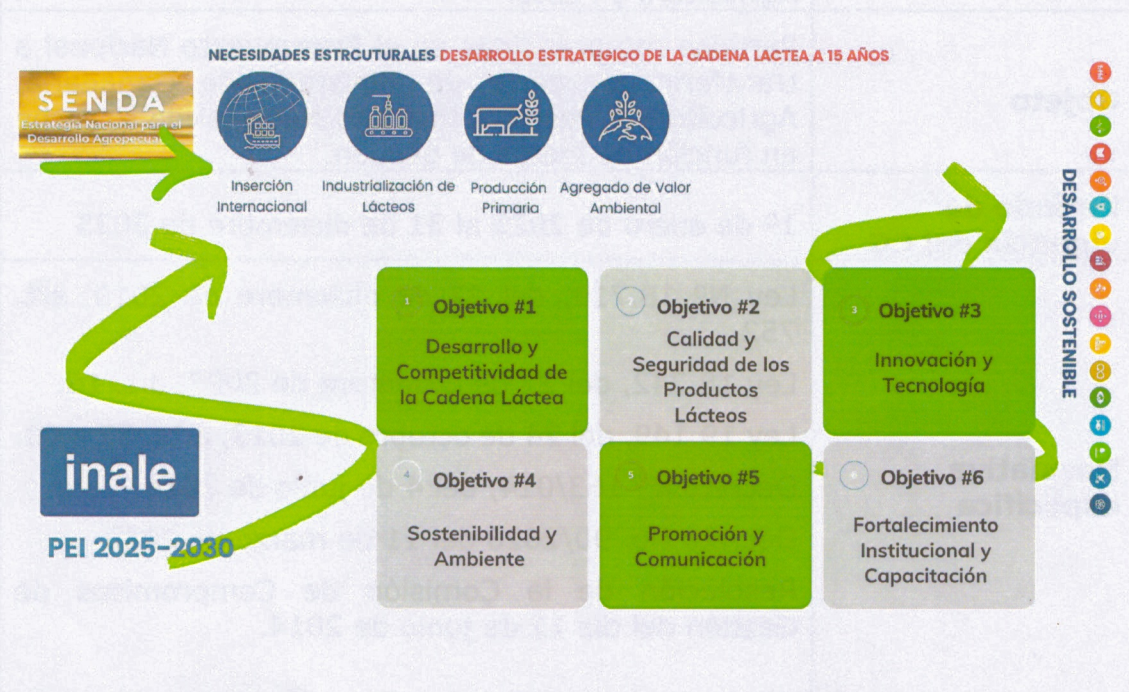 NECESIDADES ESTRCUTURALES DESARROLLO ESTRATEGICO DE LA CADENA LACTEA A 15 AÑOS
SENDA
Estrategia Nacional para el
Desarrollo Agropecuar
Inserción
Internacional
Industrialización de
Lácteos
Producción
Primaria
Agregado de Valor
Ambiental
DESARROLLO SOSTENIBLE
1
Objetivo #1
Desarrollo y
Competitividad de
la Cadena Láctea
2
Objetivo #2
Calidad y
Seguridad de los
Productos
Lácteos
3
Objetivo #3
Innovación y
Tecnología
inale
PEI 2025-2030
4
Objetivo #4
Sostenibilidad y
Ambiente
5
Objetivo #5
Promoción y
Comunicación
Objetivo #6
Fortalecimiento
Institucional y
Capacitación